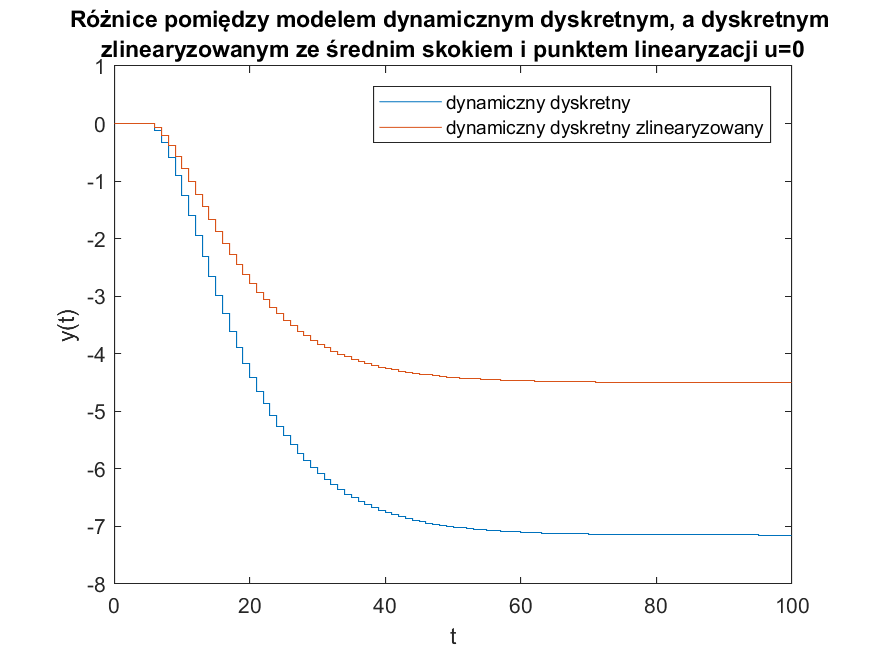 Różnice pomiędzy modelem dynamicznym dyskretnym, a dyskretnym
zlinearyzowanym ze średnim skokiem i punktem linearyzacji u=0
dynamiczny dyskretny
dynamiczny dyskretny zlinearyzowany
1
0
-1
-2
-3
-4
-5
-6
-7
-8
y(t)
0 20 40 60 80 100
t